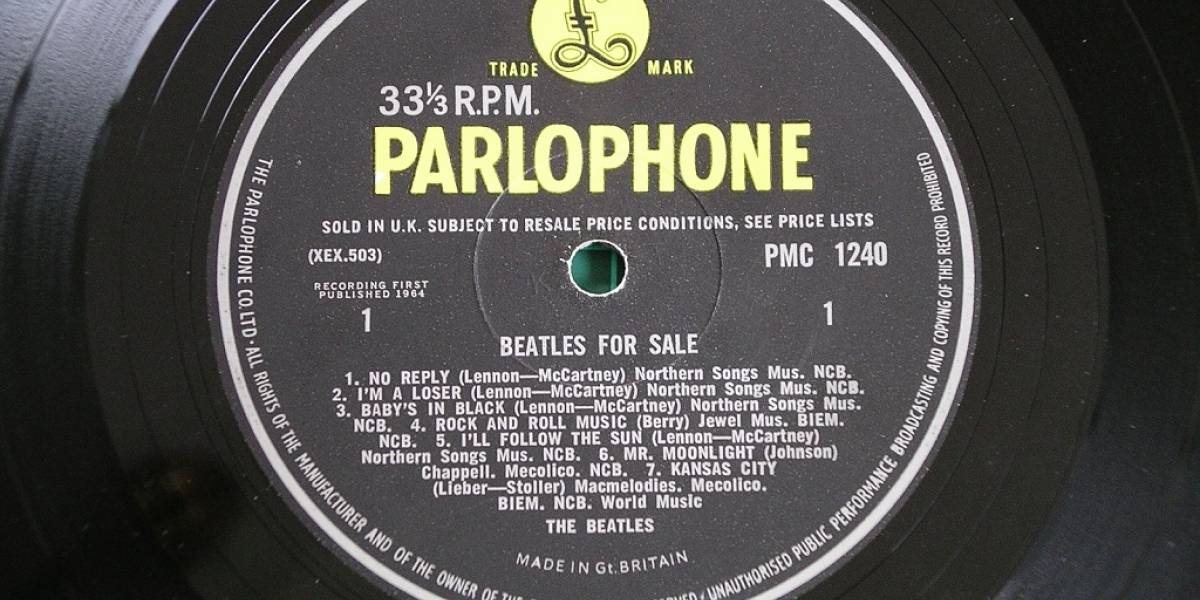 £
TRADE MARK
33⅓ R.P.M.
PARLOPHONE
SOLD IN U.K. SUBJECT TO RESALE PRICE CONDITIONS, SEE PRICE LISTS
(XEX.503)
PMC 1240
RECORDING FIRST
PUBLISHED 1964
1
1
BEATLES FOR SALE
1. NO REPLY (Lennon—McCartney) Northern Songs Mus. NCB.
2. I'M A LOSER (Lennon—McCartney) Northern Songs Mus. NCB.
3. BABY'S IN BLACK (Lennon—McCartney) Northern Songs Mus.
NCB. 4. ROCK AND ROLL MUSIC (Berry) Jewel Mus. BIEM.
NCB. 5. I'LL FOLLOW THE SUN (Lennon—McCartney)
Northern Songs Mus. NCB. 6. MR. MOONLIGHT (Johnson)
Chappell. Mecolico. NCB. 7. KANSAS CITY
(Lieber—Stoller) Macmelodies. Mecolico.
BIEM. NCB. World Music
THE BEATLES
MADE IN Gt. BRITAIN
THE PARLOPHONE CO.LTD · ALL RIGHTS OF THE MANUFACTURER AND OF THE OWNER OF THE
UNAUTHORISED PUBLIC PERFORMANCE BROADCASTING AND COPYING OF THIS RECORD PROHIBITED